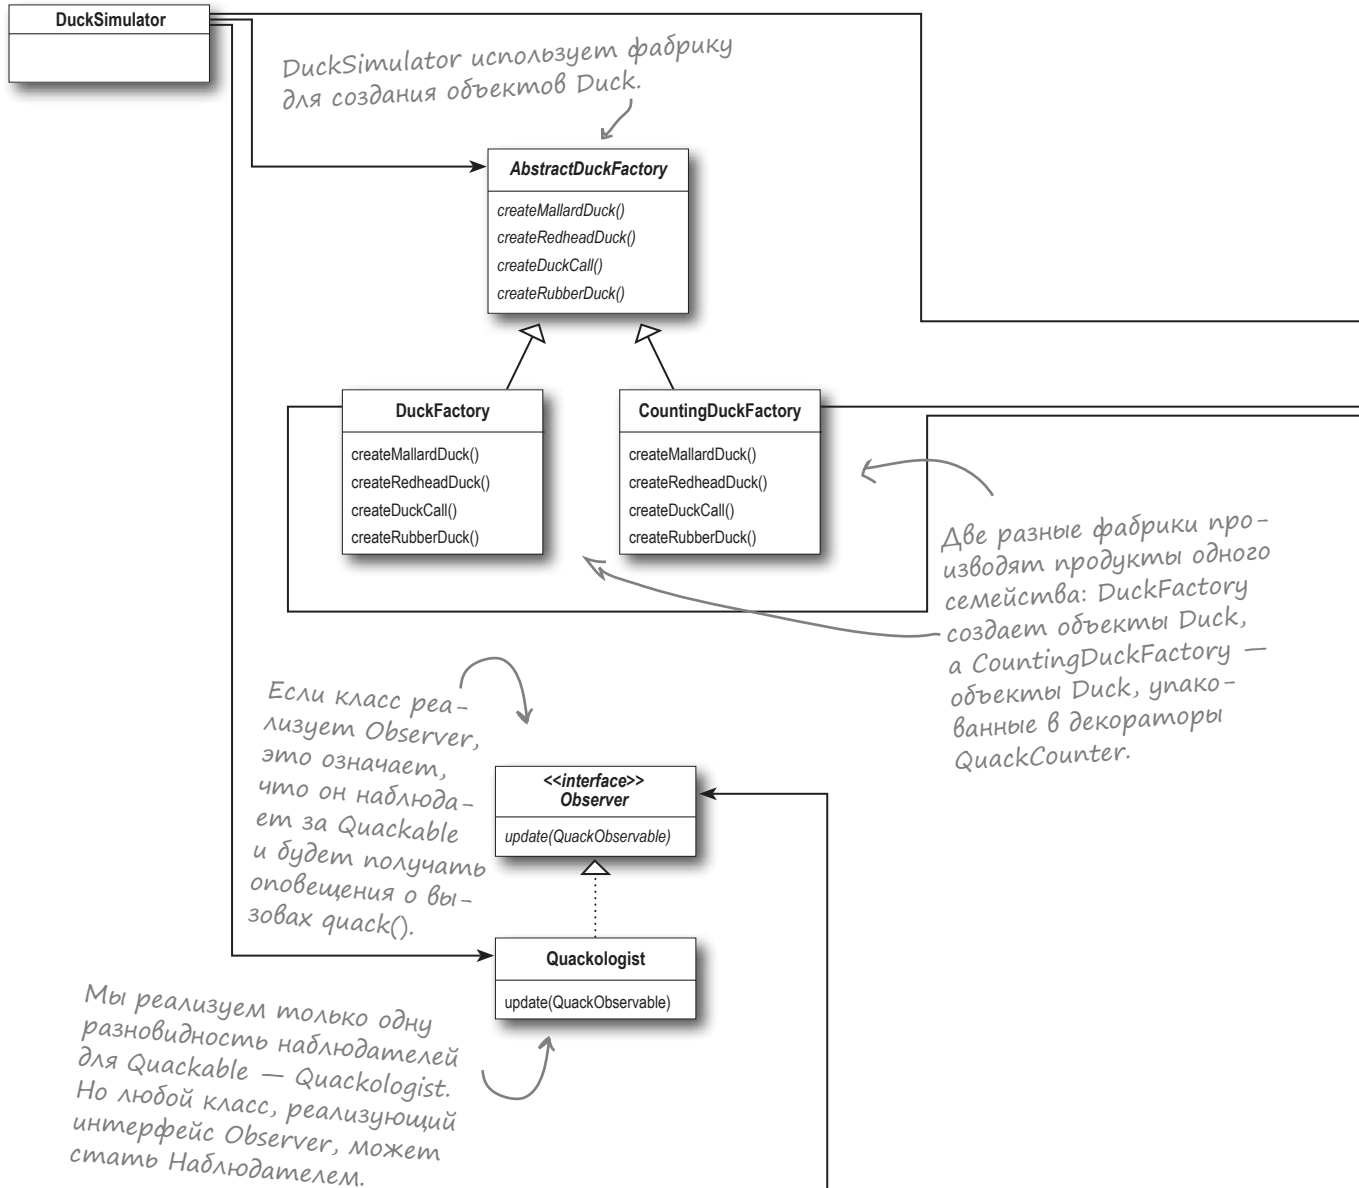 DuckSimulator
DuckSimulator использует фабрику
для создания объектов Duck.
AbstractDuckFactory
createMallardDuck()
createRedheadDuck()
createDuckCall()
createRubberDuck()
DuckFactory
createMallardDuck()
createRedheadDuck()
createDuckCall()
createRubberDuck()
CountingDuckFactory
createMallardDuck()
createRedheadDuck()
createDuckCall()
createRubberDuck()
Две разные фабрики про-
изводят продукты одного
семейства: DuckFactory
создает объекты Duck,
а CountingDuckFactory —
объекты Duck, упако-
ванные в декораторы
QuackCounter.
Если класс реа-
лизует Observer,
это означает,
что он наблюда-
ет за Quackable
и будет получать
оповещения о вы-
зовах quack().
<<interface>>
Observer
update(QuackObservable)
Quackologist
update(QuackObservable)
Мы реализуем только одну
разновидность наблюдателей
для Quackable — Quackologist.
Но любой класс, реализующий
интерфейс Observer, может
стать Наблюдателем.